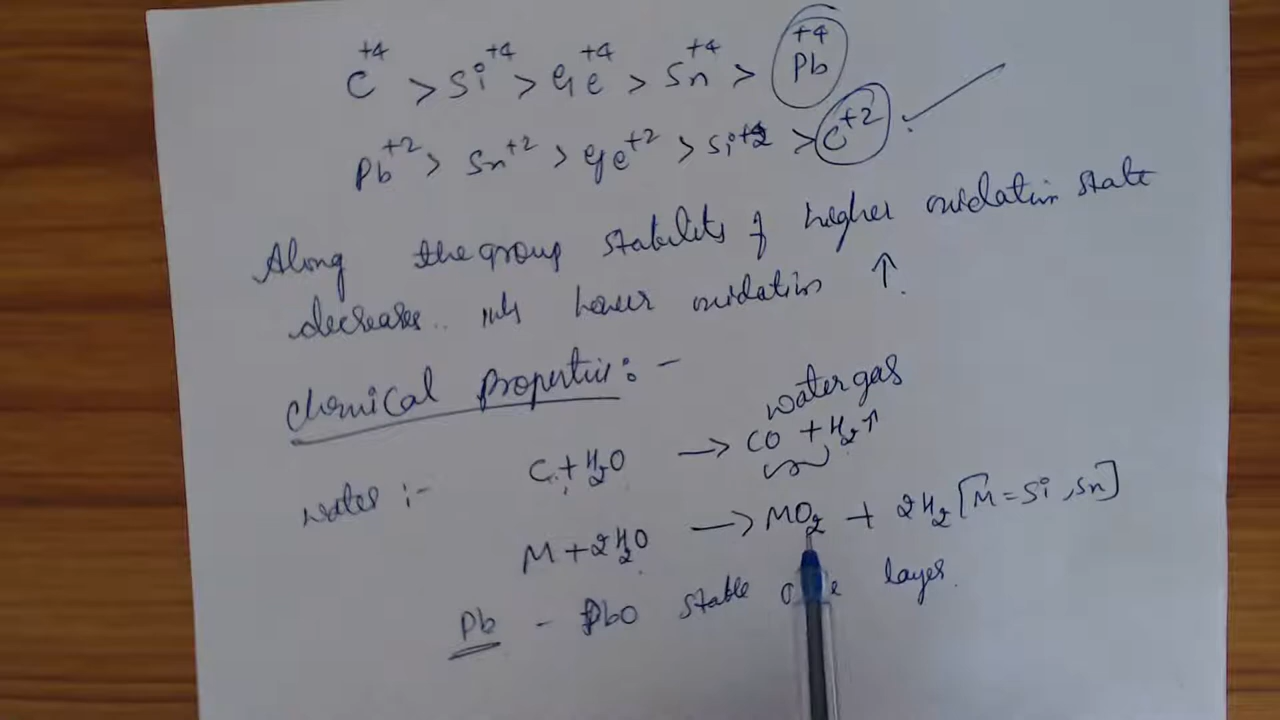 C⁺⁴ > Si⁺⁴ > Ge⁺⁴ > Sn⁺⁴ > Pb⁺⁴
Pb⁺² > Sn⁺² > Ge⁺² > Si⁺² > C⁺²
Along the group stability of higher oxidation state
decreases.. lower oxidation ↑.
Chemical Properties :-
water gas
water :- C + H₂O → CO + H₂↑
M + 2H₂O → MO₂ + 2H₂ [M = Si, Sn]
Pb - PbO stable layer.